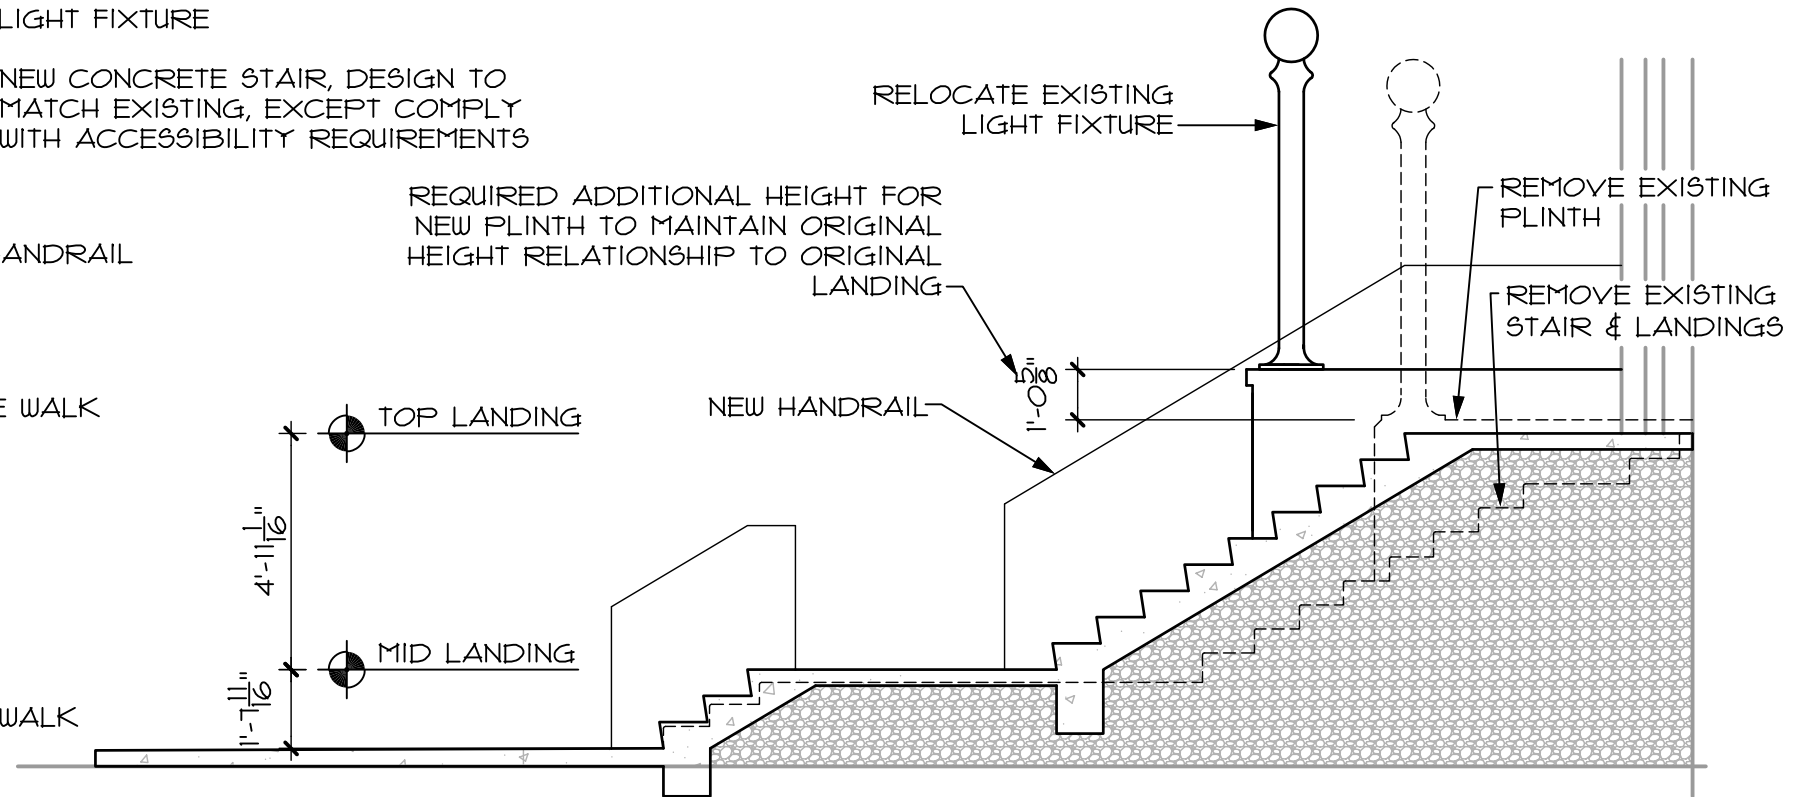 LIGHT FIXTURE
NEW CONCRETE STAIR, DESIGN TO
MATCH EXISTING, EXCEPT COMPLY
WITH ACCESSIBILITY REQUIREMENTS
RELOCATE EXISTING
LIGHT FIXTURE
REQUIRED ADDITIONAL HEIGHT FOR
NEW PLINTH TO MAINTAIN ORIGINAL
HEIGHT RELATIONSHIP TO ORIGINAL
LANDING
REMOVE EXISTING
PLINTH
ANDRAIL
REMOVE EXISTING
STAIR & LANDINGS
1'-0 5/8"
NEW HANDRAIL
E WALK
TOP LANDING
4'-11 1/16"
MID LANDING
1'-7 11/16"
WALK